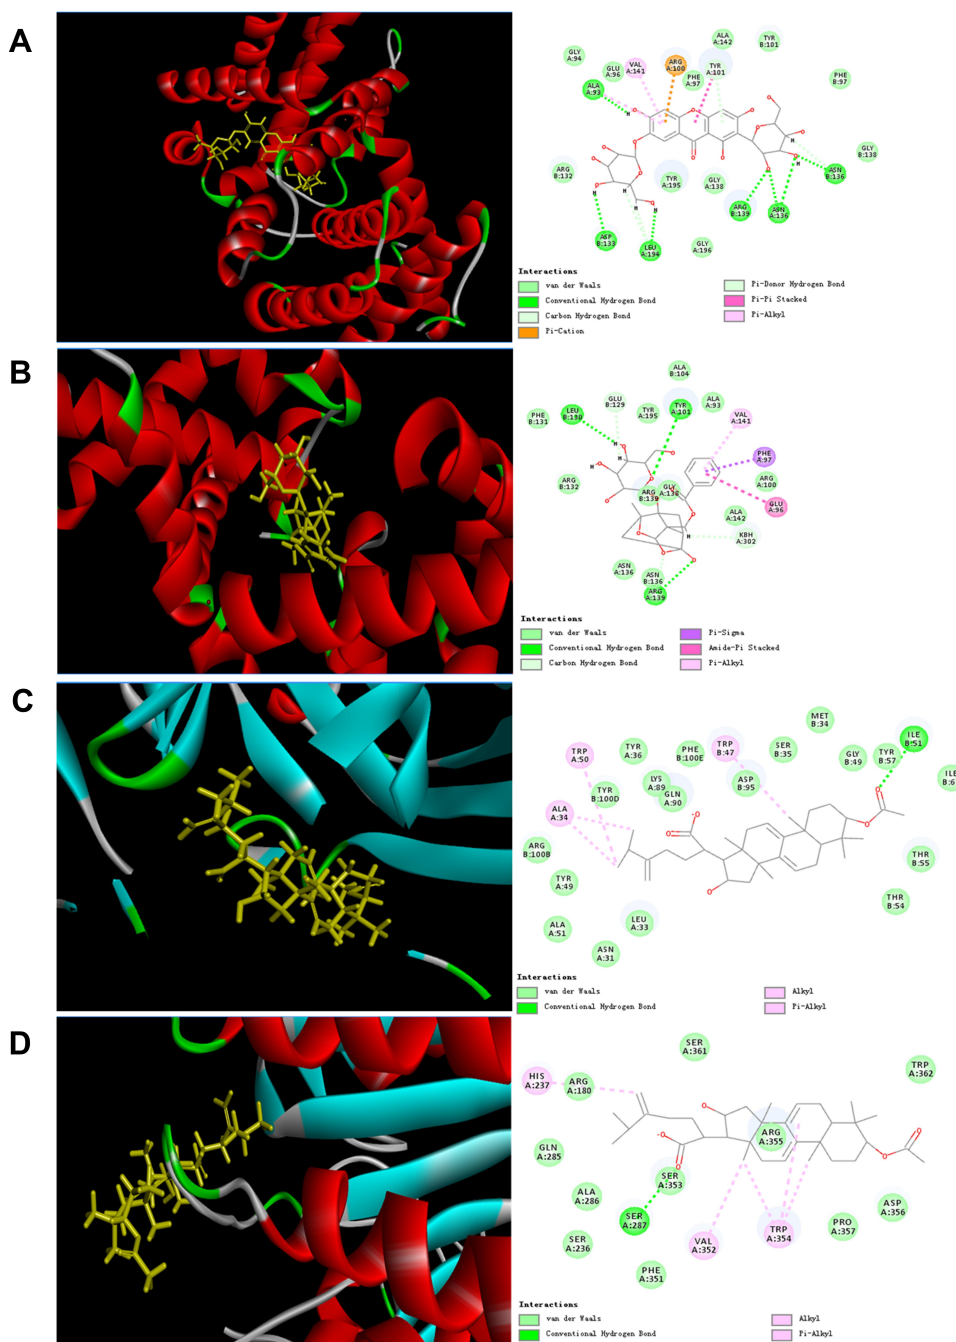 A
GLY A:94
GLU A:96
VAL A:141
ARG A:100
PHE A:97
TYR A:101
ALA A:142
TYR B:101
PHE B:97
ALA A:93
GLY B:138
ASN B:136
ARG B:132
TYR A:195
GLY A:138
ARG B:139
ASN A:136
ASP B:133
LEU A:194
GLY A:196
Interactions
van der Waals
Conventional Hydrogen Bond
Carbon Hydrogen Bond
Pi-Cation
Pi-Donor Hydrogen Bond
Pi-Pi Stacked
Pi-Alkyl
B
ALA B:104
GLU B:129
TYR A:195
TYR A:101
ALA A:93
VAL A:141
PHE B:131
LEU B:130
PHE A:97
ARG A:100
ARG B:132
ARG B:139
GLY A:138
GLU A:96
ALA A:142
KBH A:302
ASN A:136
ASN B:136
ARG A:139
Interactions
van der Waals
Conventional Hydrogen Bond
Carbon Hydrogen Bond
Pi-Sigma
Amide-Pi Stacked
Pi-Alkyl
C
MET B:34
ILE B:51
TRP A:50
TYR A:36
PHE B:100E
TRP B:47
SER B:35
GLY B:49
TYR B:57
LYS A:89
TYR B:100D
GLN A:90
ASP B:95
ALA A:34
ARG B:100B
THR B:55
TYR A:49
THR B:54
ALA A:51
LEU A:33
ASN A:31
Interactions
van der Waals
Conventional Hydrogen Bond
Alkyl
Pi-Alkyl
D
SER A:361
HIS A:237
ARG A:180
TRP A:362
ARG A:355
GLN A:285
SER A:353
ALA A:286
ASP A:356
SER A:287
PRO A:357
SER A:236
VAL A:352
TRP A:354
PHE A:351
Interactions
van der Waals
Conventional Hydrogen Bond
Alkyl
Pi-Alkyl